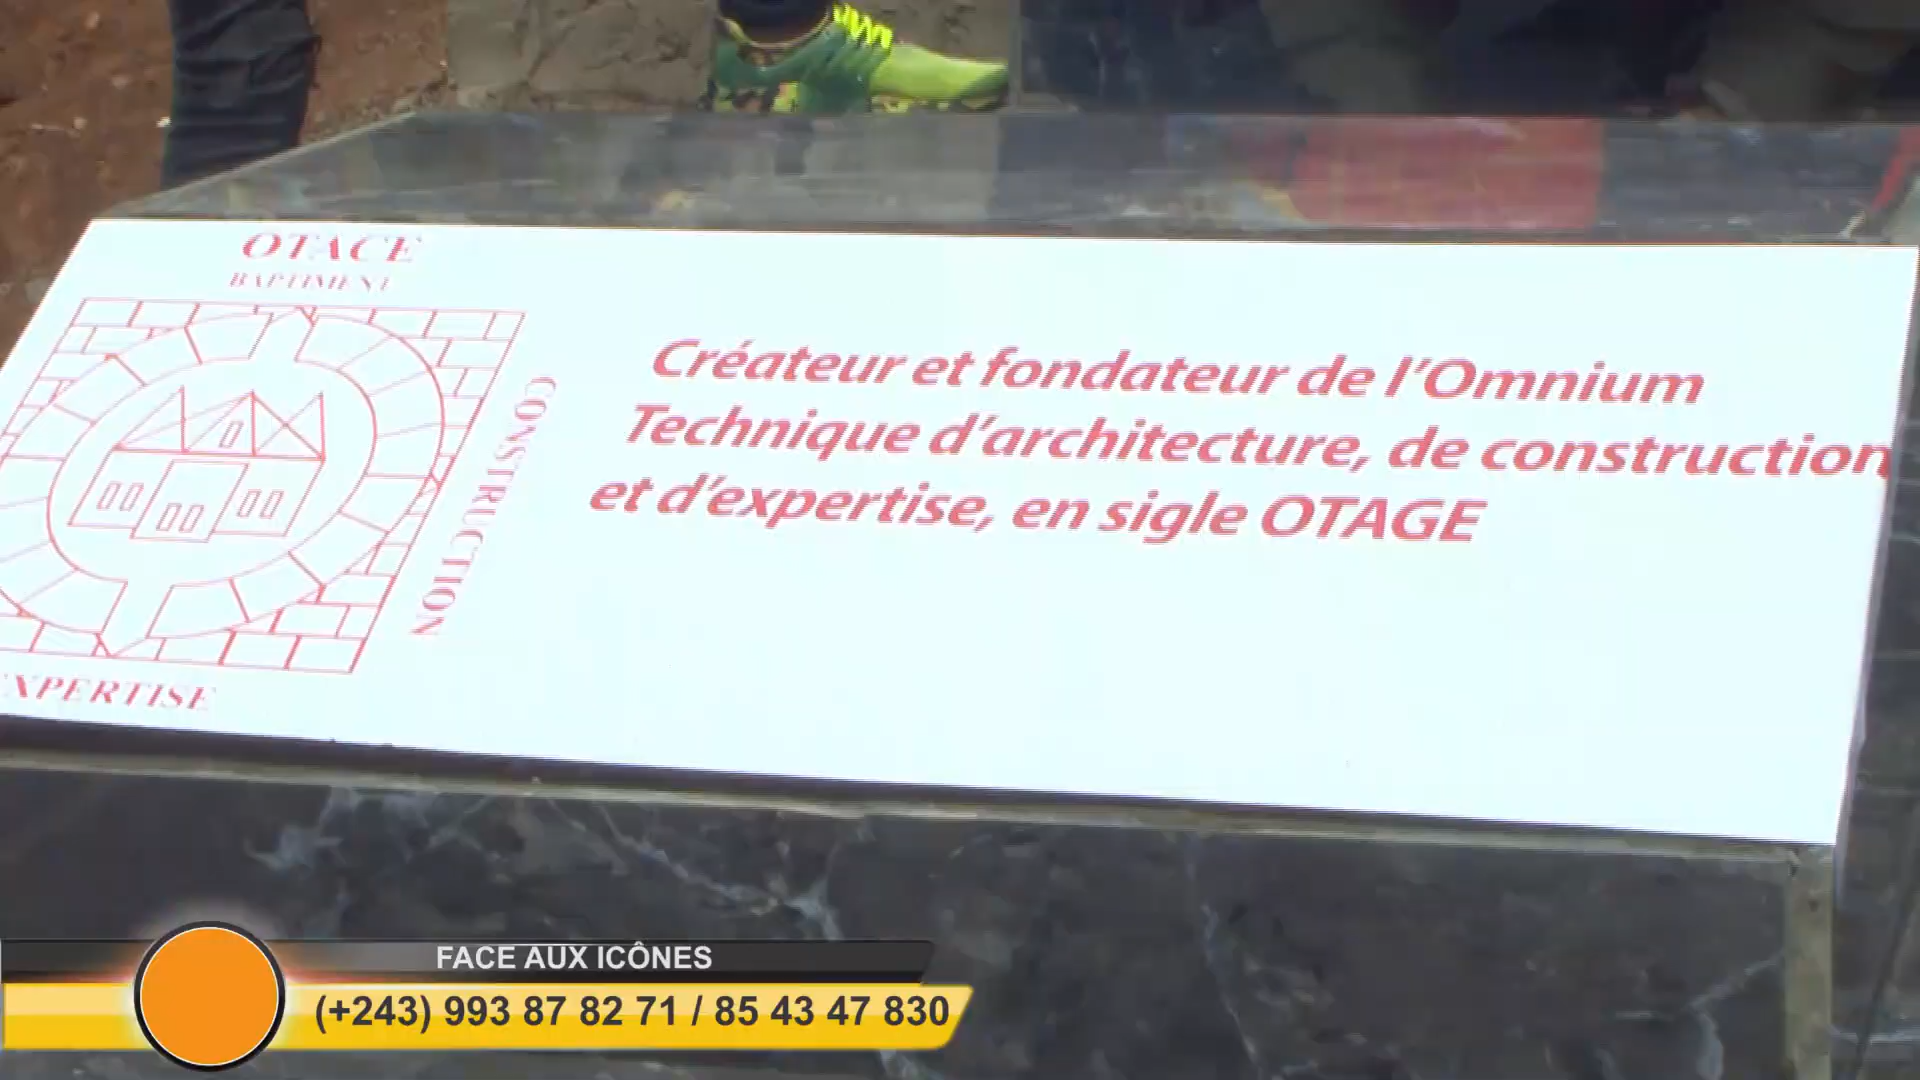 OTACE
BAPTIMENT
CONSTRUCTION
EXPERTISE
Créateur et fondateur de l'Omnium
Technique d'architecture, de construction
et d'expertise, en sigle OTAGE
FACE AUX ICÔNES
(+243) 993 87 82 71 / 85 43 47 830